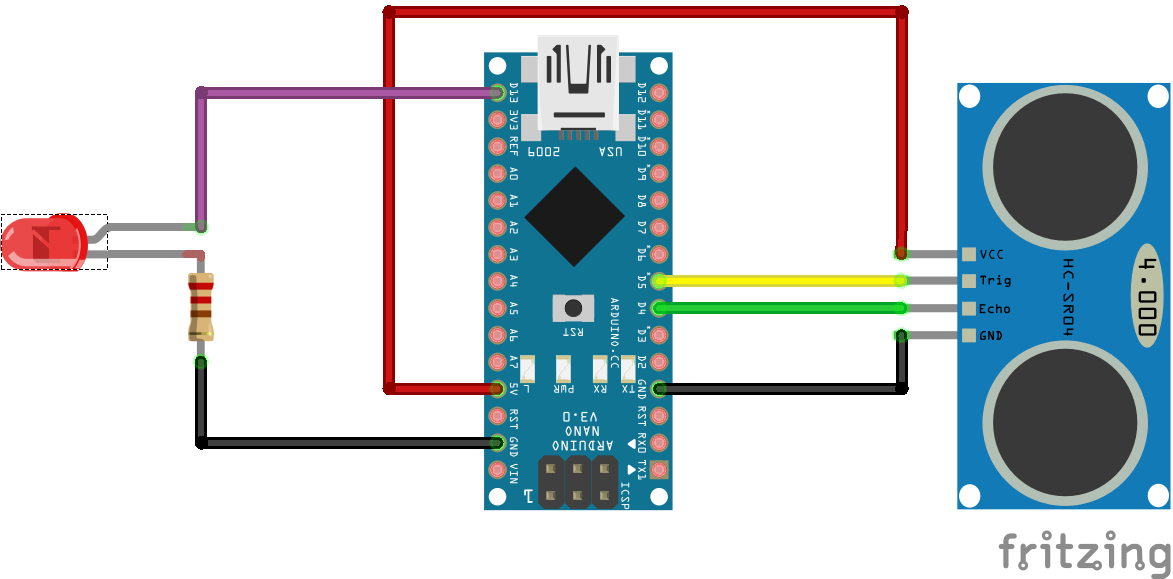 D13
3V3
REF
A0
A1
A2
A3
A4
A5
A6
A7
5V
RST
GND
VIN
2009
USA
RST
ARDUINO.CC
L
PWR
RX
TX
ARDUINO
NANO
V3.0
1
ICSP
D12
D11
D10
D9
D8
D7
D6
D5
D4
D3
D2
GND
RST
RX0
TX1
VCC
Trig
Echo
GND
HC-SR04
4.000
fritzing